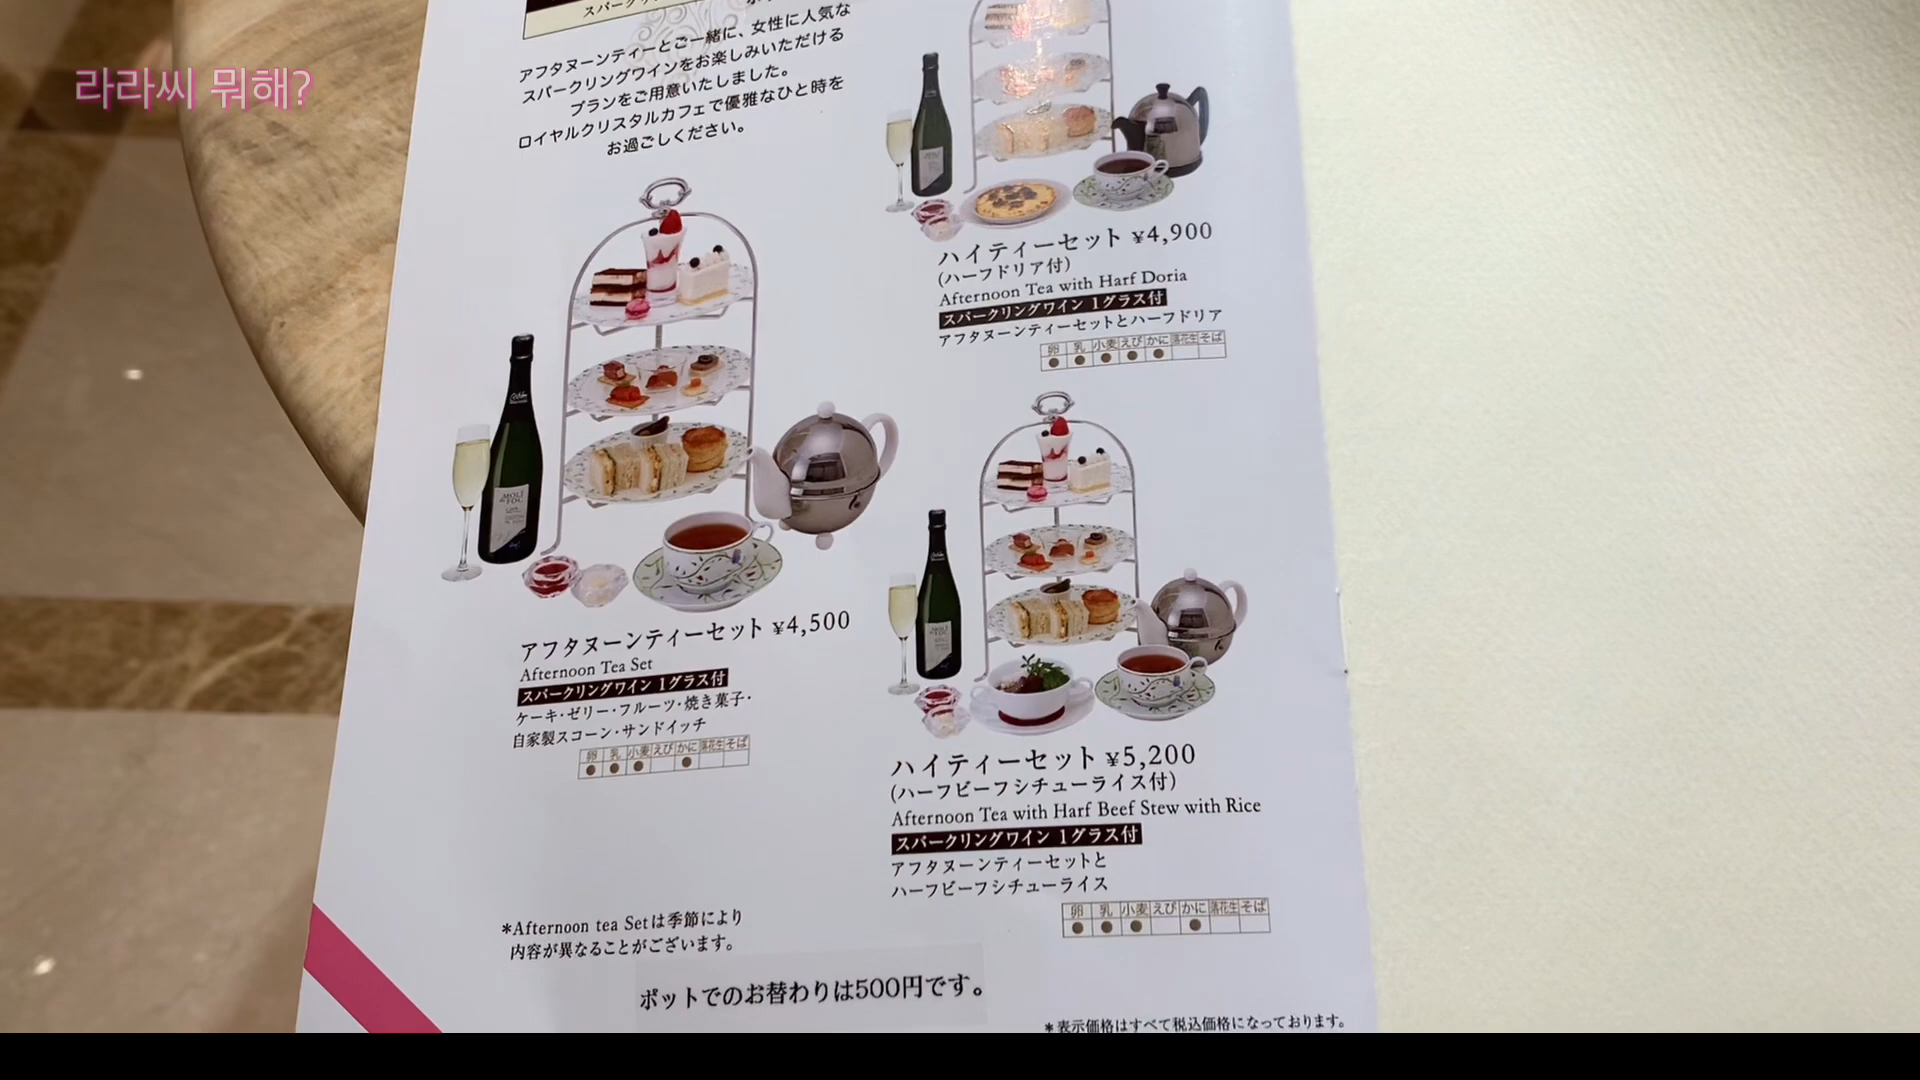 라라씨 뭐해?
アフタヌーンティーとご一緒に、女性に人気な
スパークリングワインをお楽しみいただける
プランをご用意いたしました。
ロイヤルクリスタルカフェで優雅なひと時を
お過ごしください。
アフタヌーンティーセット ¥4,500
Afternoon Tea Set
スパークリングワイン 1グラス付
ケーキ・ゼリー・フルーツ・焼き菓子・
自家製スコーン・サンドイッチ
卵 乳 小麦 えび かに 落花生 そば
● ● ● ●
ハイティーセット ¥4,900
(ハーフドリア付)
Afternoon Tea with Harf Doria
スパークリングワイン 1グラス付
アフタヌーンティーセットとハーフドリア
卵 乳 小麦 えび かに 落花生 そば
● ● ● ● ●
ハイティーセット ¥5,200
(ハーフビーフシチューライス付)
Afternoon Tea with Harf Beef Stew with Rice
スパークリングワイン 1グラス付
アフタヌーンティーセットと
ハーフビーフシチューライス
卵 乳 小麦 えび かに 落花生 そば
● ● ● ●
*Afternoon tea Setは季節により
内容が異なることがございます。
ポットでのお替わりは500円です。
*表示価格はすべて税込価格になっております。